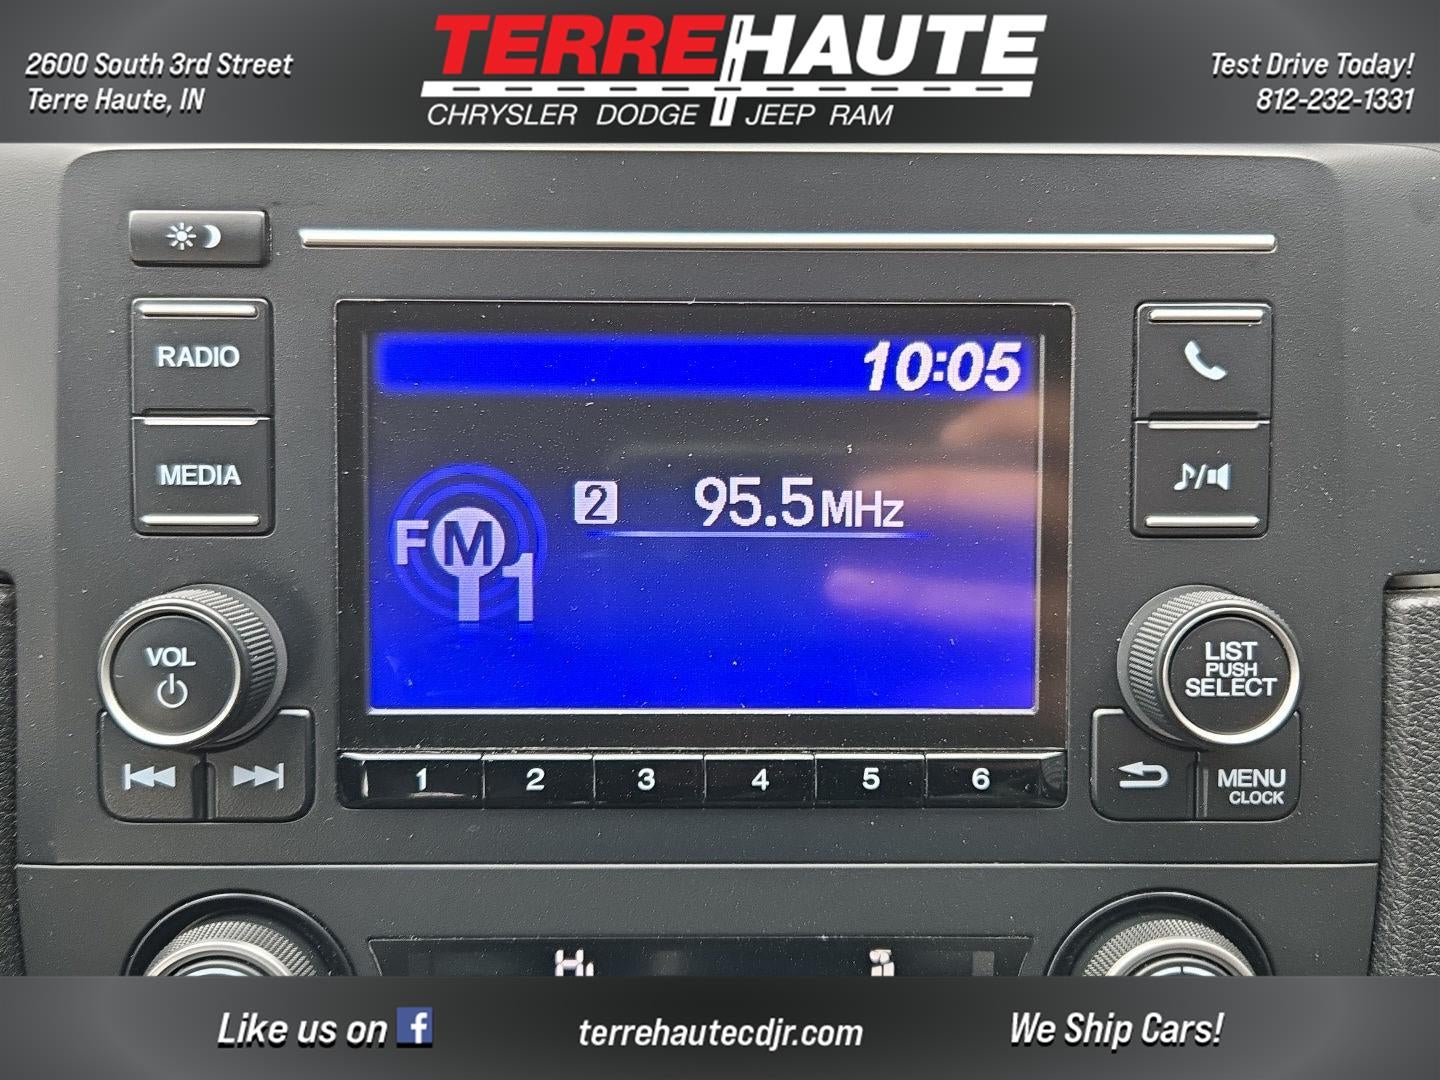 2600 South 3rd Street
Terre Haute, IN
TERRE HAUTE
CHRYSLER DODGE JEEP RAM
Test Drive Today!
812-232-1331
10:05
RADIO
MEDIA
2 95.5MHz
FM1
VOL
LIST
PUSH
SELECT
1 2 3 4 5 6
MENU
CLOCK
Like us on f
terrehautecdjr.com
We Ship Cars!